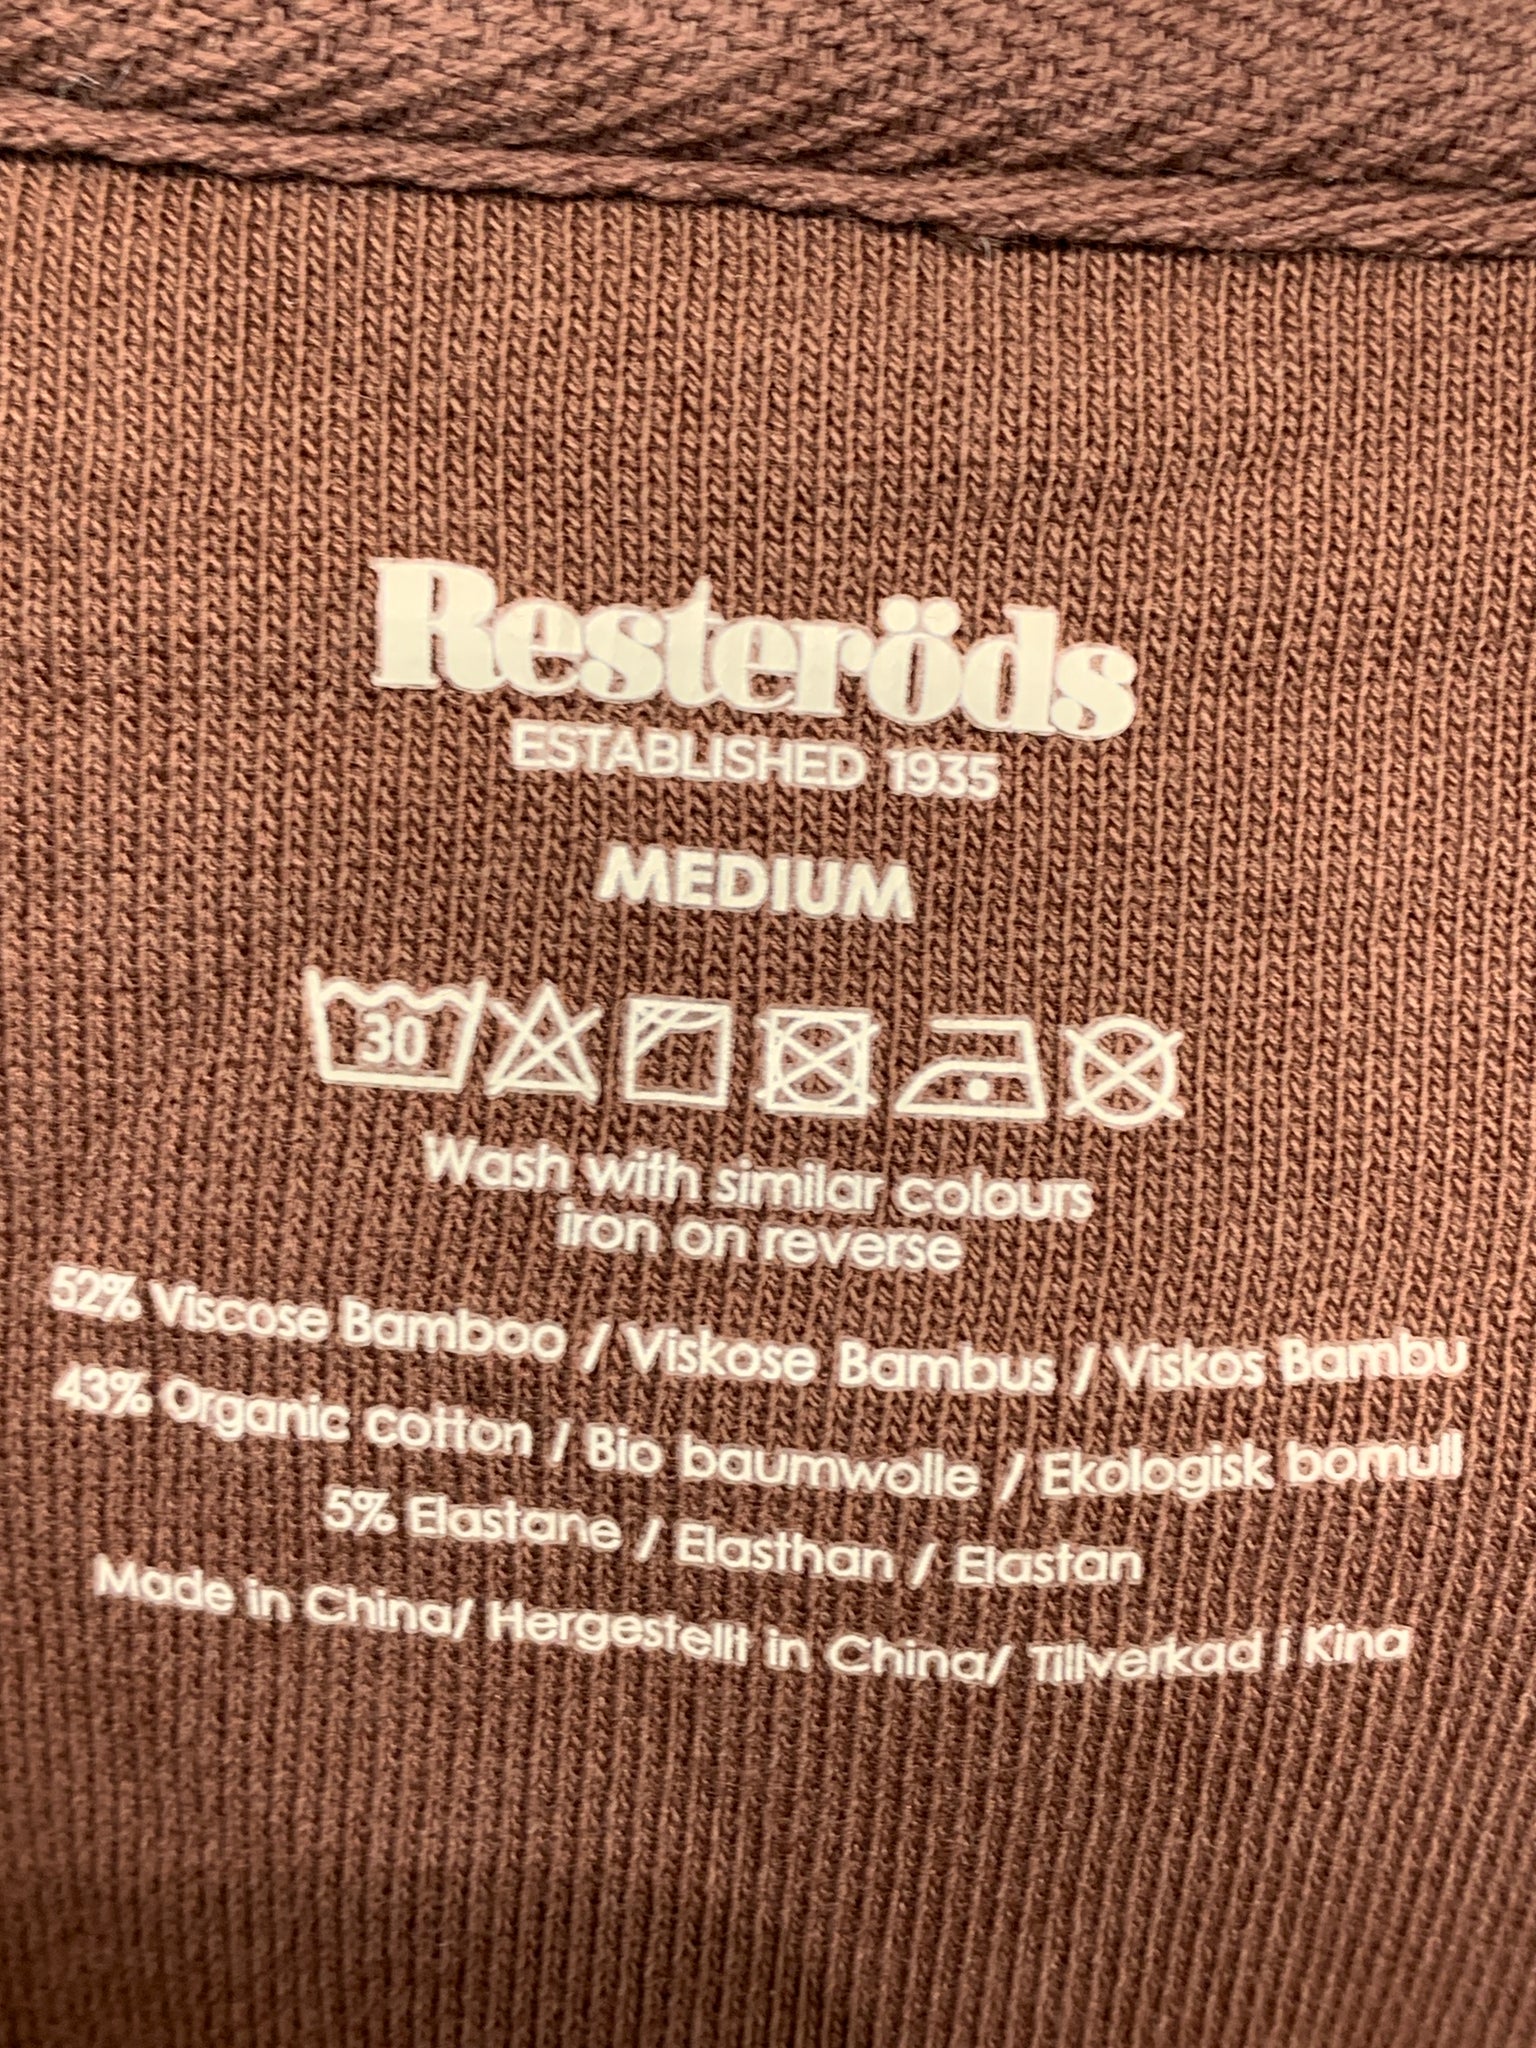 Resteröds
ESTABLISHED 1935
MEDIUM
30
Wash with similar colours
iron on reverse
52% Viscose Bamboo / Viskose Bambus / Viskos Bambu
43% Organic cotton / Bio baumwolle / Ekologisk bomull
5% Elastane / Elasthan / Elastan
Made in China/ Hergestellt in China/ Tillverkad i Kina